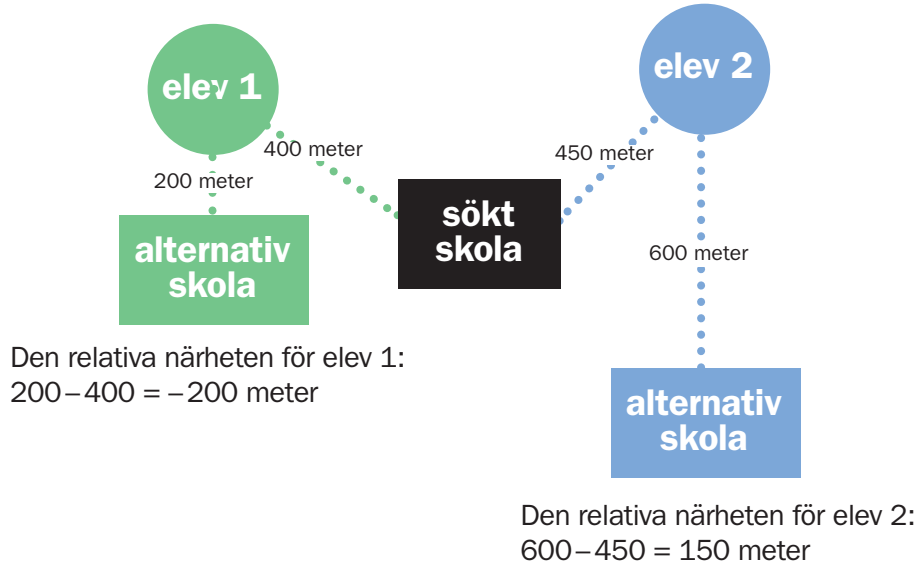 elev 1
elev 2
400 meter
450 meter
200 meter
sökt
skola
alternativ
skola
600 meter
Den relativa närheten för elev 1:
200–400 = –200 meter
alternativ
skola
Den relativa närheten för elev 2:
600–450 = 150 meter